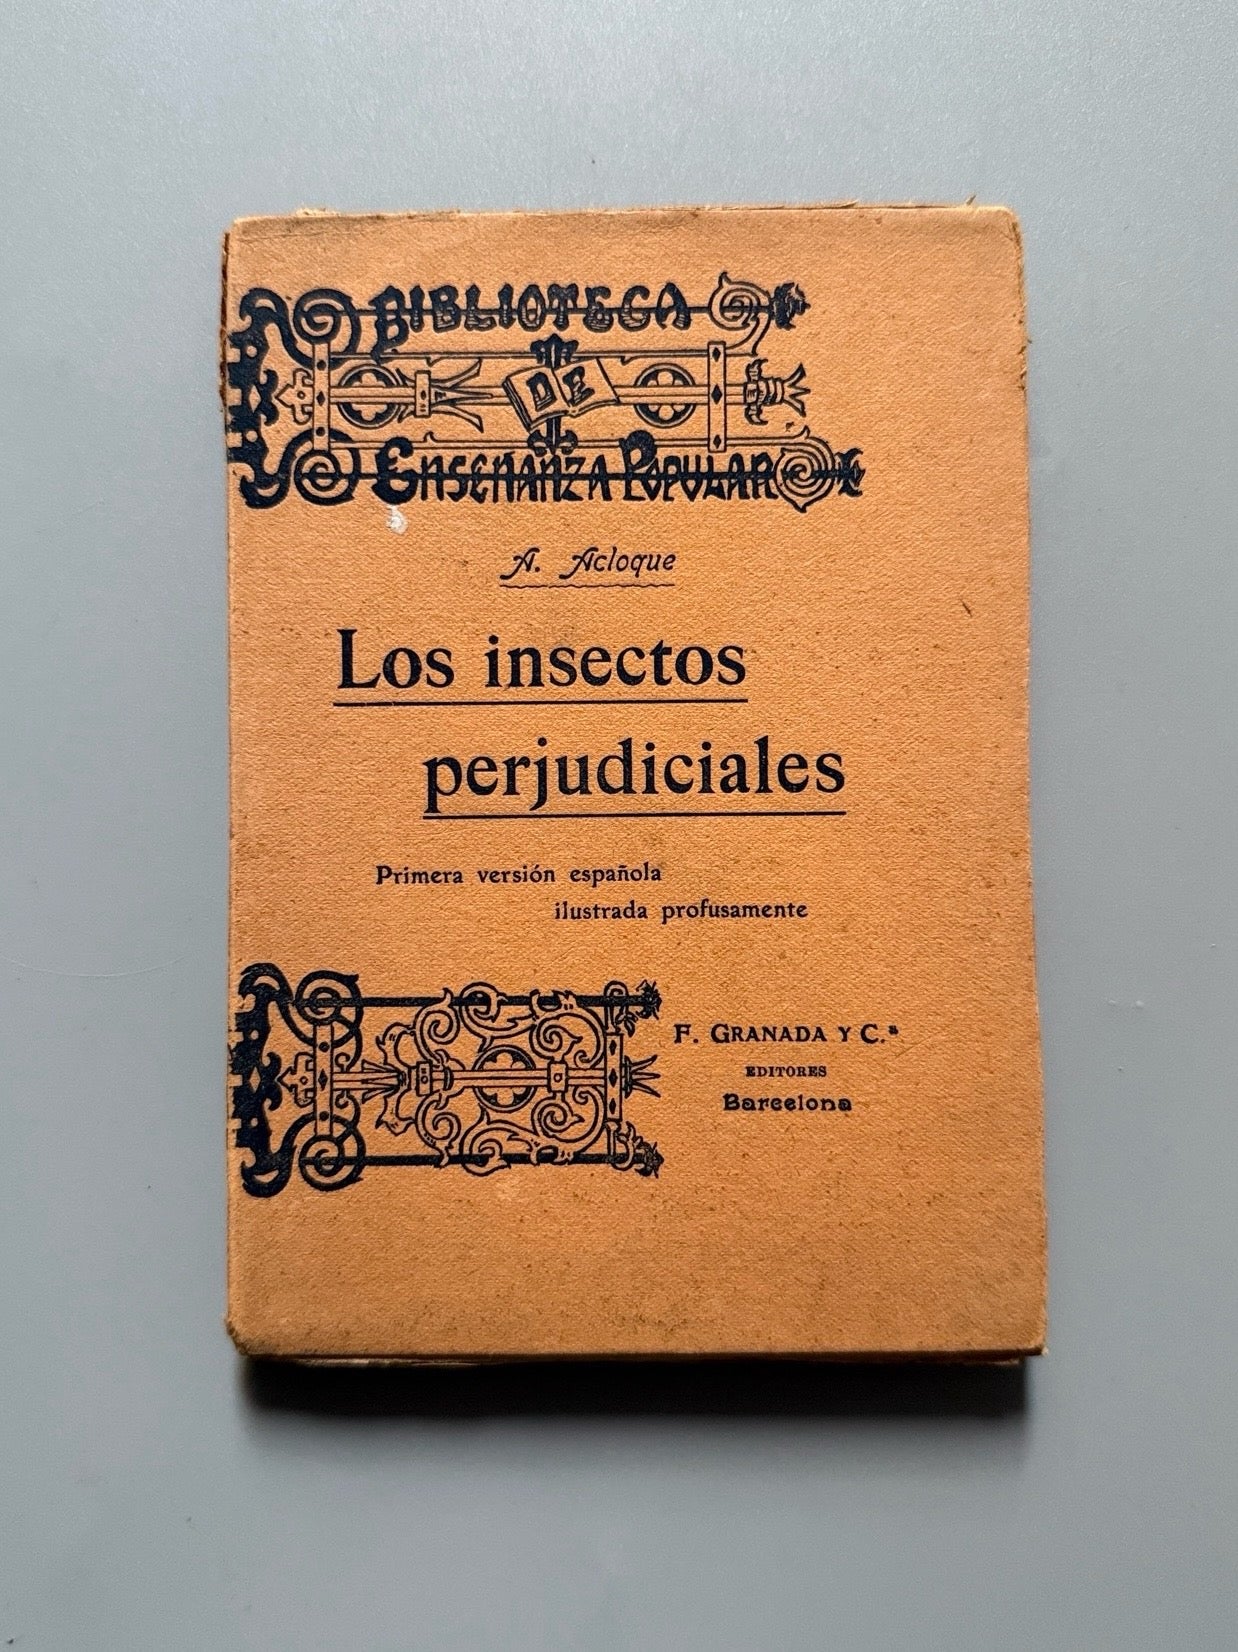 BIBLIOTECA
DE
ENSEÑANZA POPULAR
A. Acloque
Los insectos
perjudiciales
Primera versión española
ilustrada profusamente
F. GRANADA Y C.ª
EDITORES
Barcelona